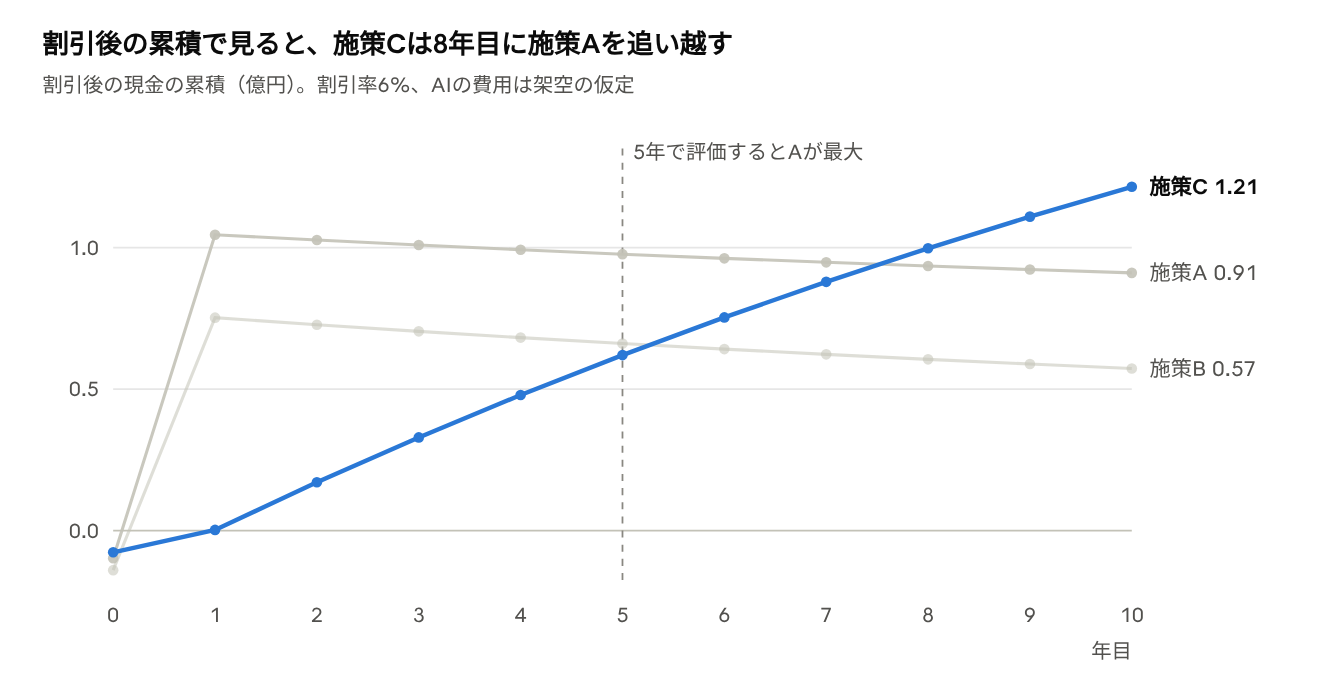 割引後の累積で見ると、施策Cは8年目に施策Aを追い越す
割引後の現金の累積（億円）。割引率6%、AIの費用は架空の仮定
5年で評価するとAが最大
施策C 1.21
1.0
施策A 0.91
施策B 0.57
0.5
0.0
0 1 2 3 4 5 6 7 8 9 10
年目